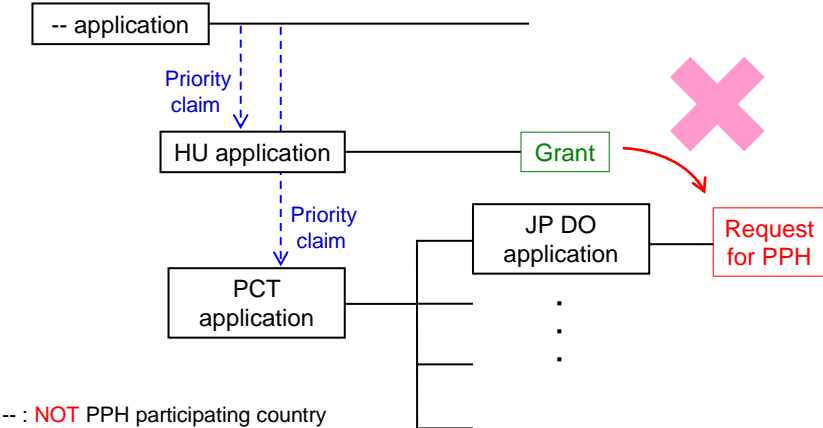 -- application
Priority
claim
HU application
Grant
Priority
claim
JP DO
application
Request
for PPH
PCT
application
-- : NOT PPH participating country